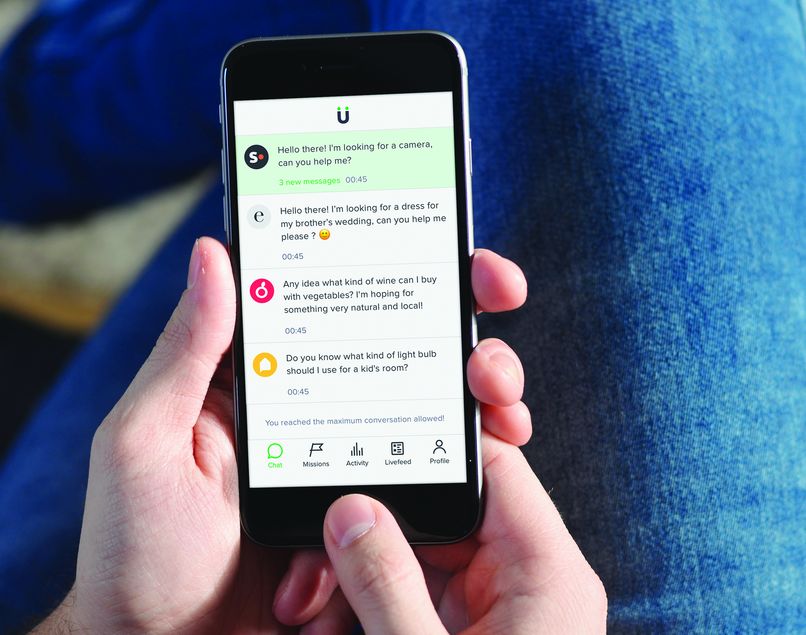 Ü
S
Hello there! I'm looking for a camera,
can you help me?
3 new messages 00:45
e
Hello there! I'm looking for a dress for
my brother's wedding, can you help me
please ? 😀
00:45
Any idea what kind of wine can I buy
with vegetables? I'm hoping for
something very natural and local!
00:45
Do you know what kind of light bulb
should I use for a kid's room?
00:45
You reached the maximum conversation allowed!
Chat Missions Activity Livefeed Profile